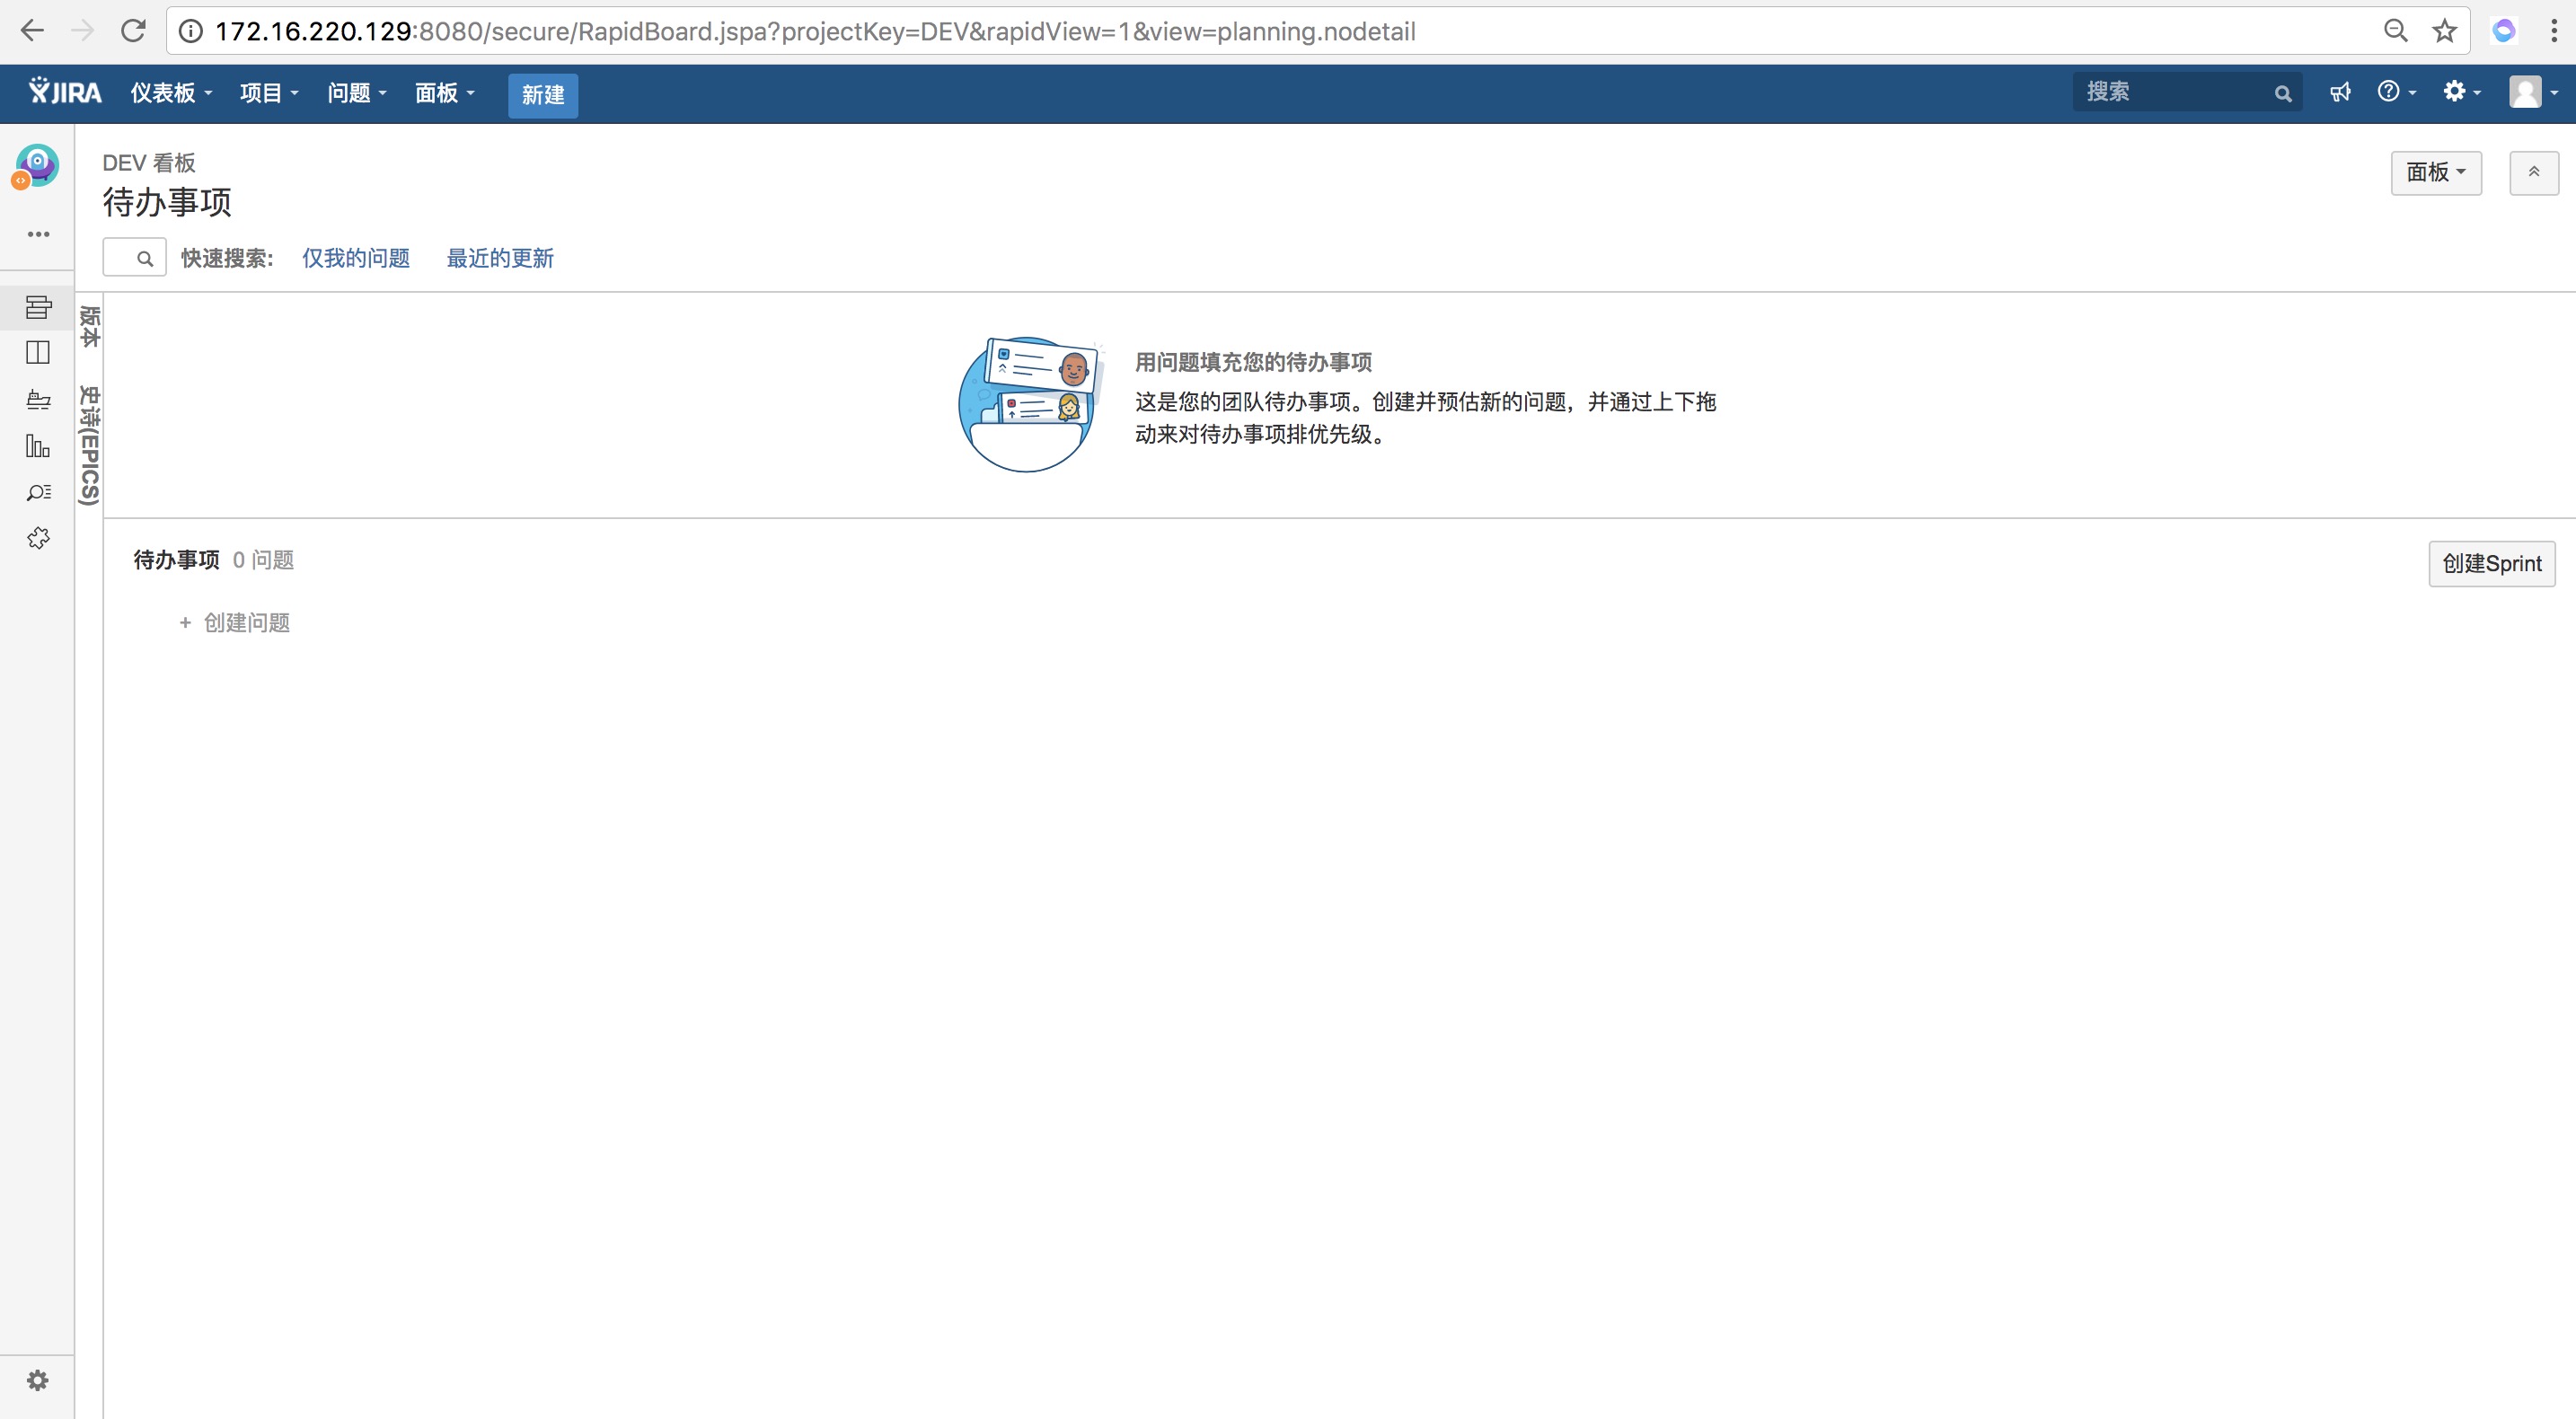 172.16.220.129:8080/secure/RapidBoard.jspa?projectKey=DEV&rapidView=1&view=planning.nodetail
JIRA 仪表板 项目 问题 面板 新建 搜索
DEV 看板
待办事项
面板
快速搜索: 仅我的问题 最近的更新
版本
史诗(EPICS)
用问题填充您的待办事项
这是您的团队待办事项。创建并预估新的问题，并通过上下拖
动来对待办事项排优先级。
待办事项 0 问题
创建Sprint
+ 创建问题